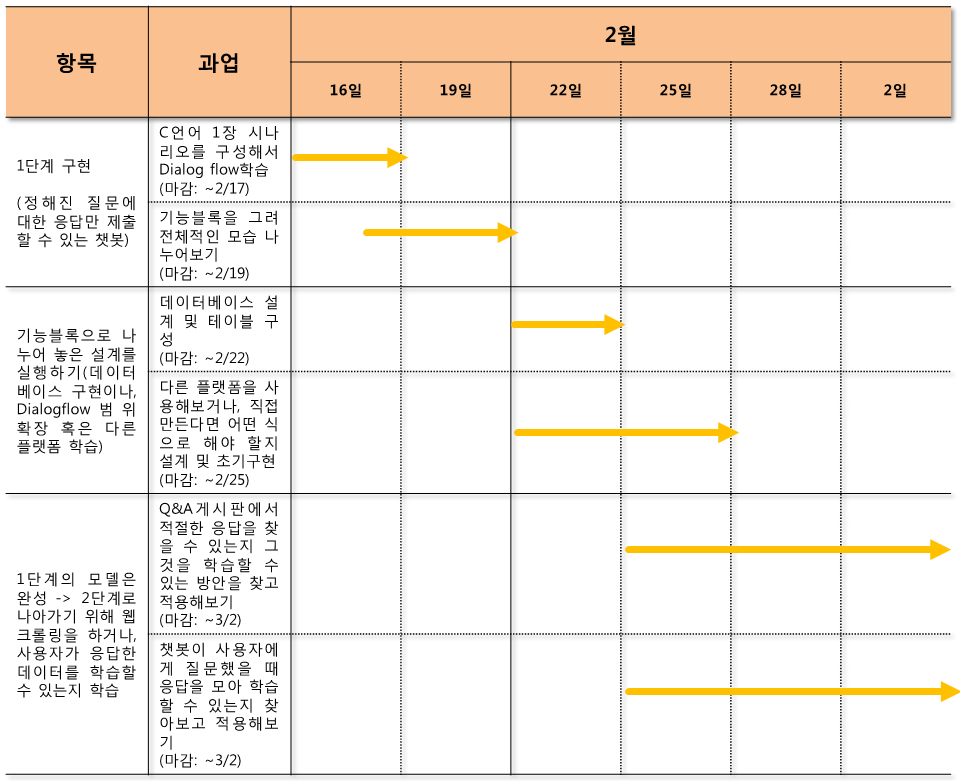 항목
과업
2월
16일
19일
22일
25일
28일
2일
1단계 구현
(정해진 질문에
대한 응답만 제출
할 수 있는 챗봇)
C언어 1장 시나
리오를 구성해서
Dialog flow학습
(마감: ~2/17)
기능블록을 그려
전체적인 모습 나
누어보기
(마감: ~2/19)
기능블록으로 나
누어 놓은 설계를
실행하기(데이터
베이스 구현이나,
Dialogflow 범위
확장 혹은 다른
플랫폼 학습)
데이터베이스 설
계 및 테이블 구
성
(마감: ~2/22)
다른 플랫폼을 사
용해보거나, 직접
만든다면 어떤 식
으로 해야 할지
설계 및 초기구현
(마감: ~2/25)
1단계의 모델은
완성 -> 2단계로
나아가기 위해 웹
크롤링을 하거나,
사용자가 응답한
데이터를 학습할
수 있는지 학습
Q&A게시판에서
적절한 응답을 찾
을 수 있는지 그
것을 학습할 수
있는 방안을 찾고
적용해보기
(마감: ~3/2)
챗봇이 사용자에
게 질문했을 때
응답을 모아 학습
할 수 있는지 찾
아보고 적용해보
기
(마감: ~3/2)